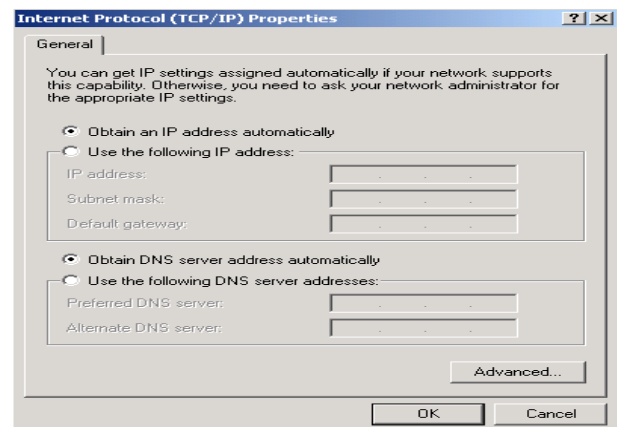 Internet Protocol (TCP/IP) Properties
General
You can get IP settings assigned automatically if your network supports
this capability. Otherwise, you need to ask your network administrator for
the appropriate IP settings.
Obtain an IP address automatically
Use the following IP address:
IP address:
Subnet mask:
Default gateway:
Obtain DNS server address automatically
Use the following DNS server addresses:
Preferred DNS server:
Alternate DNS server:
Advanced...
OK Cancel